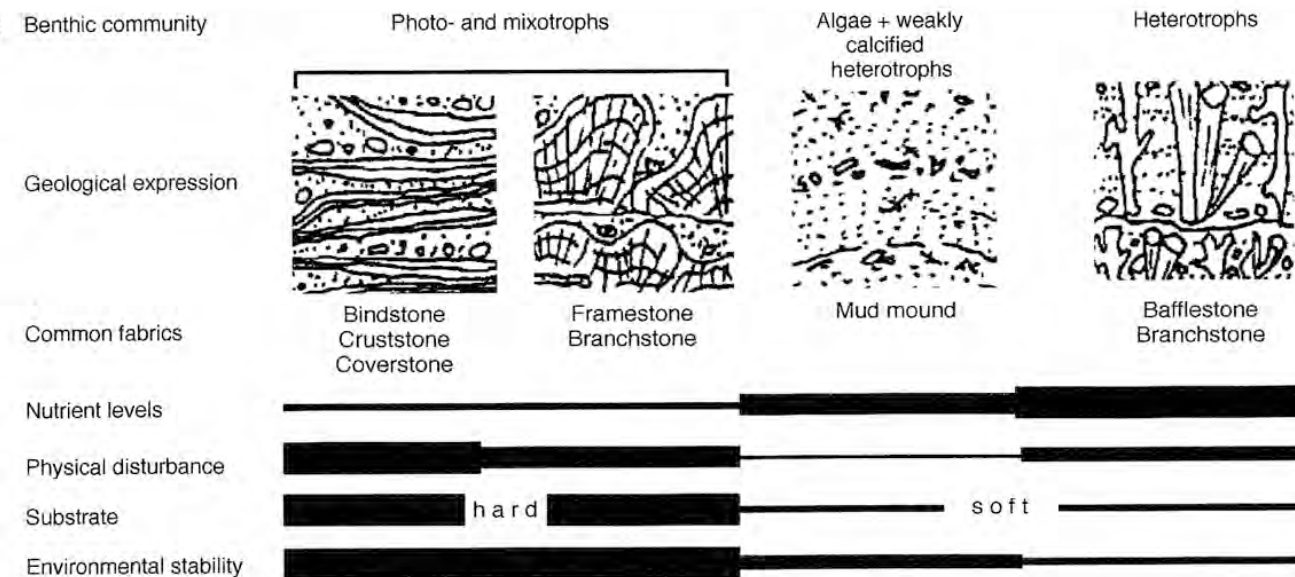 Benthic community
Photo- and mixotrophs
Algae + weakly
calcified
heterotrophs
Heterotrophs
Geological expression
Common fabrics
Bindstone
Cruststone
Coverstone
Framestone
Branchstone
Mud mound
Bafflestone
Branchstone
Nutrient levels
Physical disturbance
Substrate
hard
soft
Environmental stability